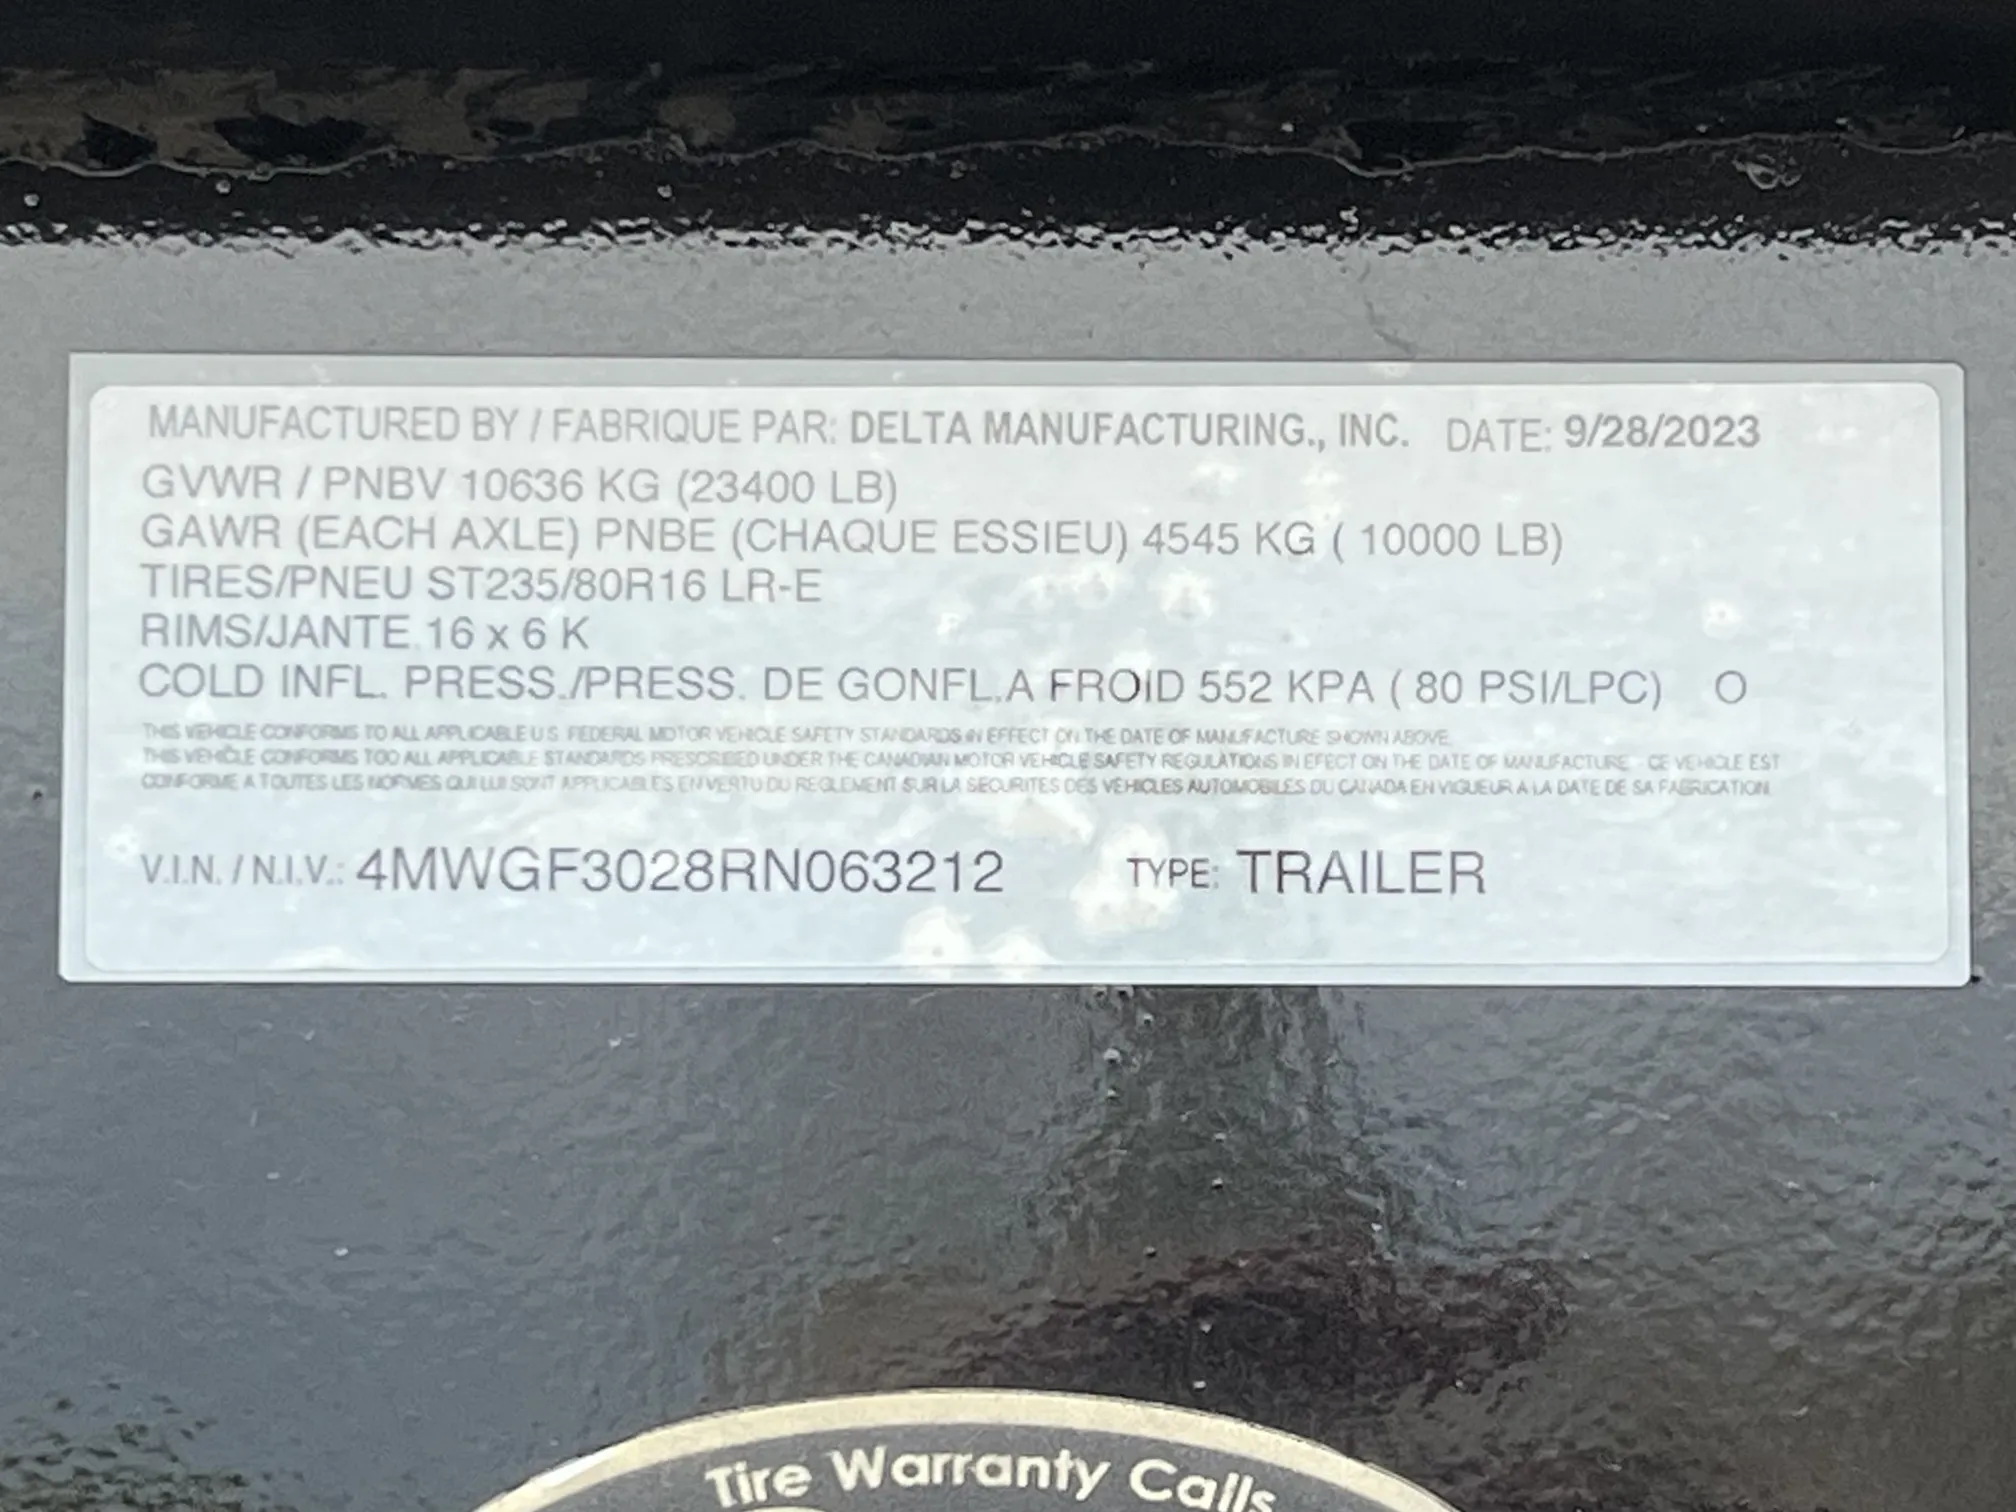 MANUFACTURED BY / FABRIQUE PAR: DELTA MANUFACTURING., INC. DATE: 9/28/2023
GVWR / PNBV 10636 KG (23400 LB)
GAWR (EACH AXLE) PNBE (CHAQUE ESSIEU) 4545 KG ( 10000 LB)
TIRES/PNEU ST235/80R16 LR-E
RIMS/JANTE 16 x 6 K
COLD INFL. PRESS./PRESS. DE GONFL.A FROID 552 KPA ( 80 PSI/LPC) O
THIS VEHICLE CONFORMS TO ALL APPLICABLE U.S. FEDERAL MOTOR VEHICLE SAFETY STANDARDS IN EFFECT ON THE DATE OF MANUFACTURE SHOWN ABOVE.
THIS VEHICLE CONFORMS TOO ALL APPLICABLE STANDARDS PRESCRIBED UNDER THE CANADIAN MOTOR VEHICLE SAFETY REGULATIONS IN EFECT ON THE DATE OF MANUFACTURE - CE VEHICLE EST
CONFORME A TOUTES LES NORMES QUI LUI SONT APPLICABLES EN VERTU DU REGLEMENT SUR LA SECURITES DES VEHICLES AUTOMOBILES DU CANADA EN VIGUEUR A LA DATE DE SA FABRICATION.
V.I.N. / N.I.V.: 4MWGF3028RN063212 TYPE: TRAILER
Tire Warranty Calls